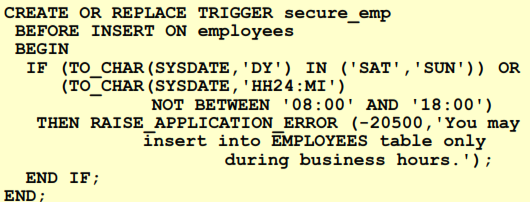 CREATE OR REPLACE TRIGGER secure_emp
BEFORE INSERT ON employees
BEGIN
IF (TO_CHAR(SYSDATE,'DY') IN ('SAT','SUN')) OR
(TO_CHAR(SYSDATE,'HH24:MI')
NOT BETWEEN '08:00' AND '18:00')
THEN RAISE_APPLICATION_ERROR (-20500,'You may
insert into EMPLOYEES table only
during business hours.');
END IF;
END;